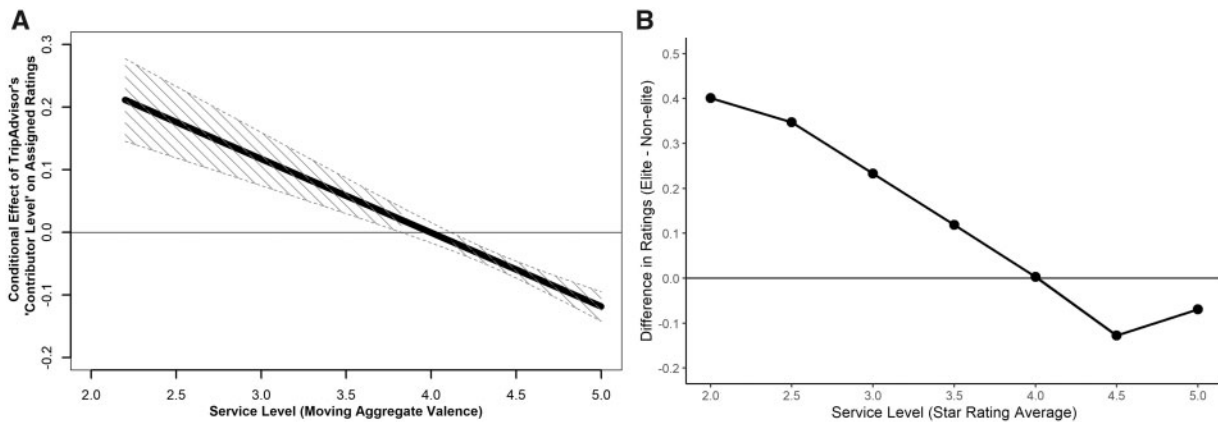 A
Conditional Effect of TripAdvisor's
'Contributor Level' on Assigned Ratings
0.3
0.2
0.1
0.0
-0.1
-0.2
2.0 2.5 3.0 3.5 4.0 4.5 5.0
Service Level (Moving Aggregate Valence)
B
Difference in Ratings (Elite - Non-elite)
0.5
0.4
0.3
0.2
0.1
0.0
-0.1
-0.2
2.0 2.5 3.0 3.5 4.0 4.5 5.0
Service Level (Star Rating Average)